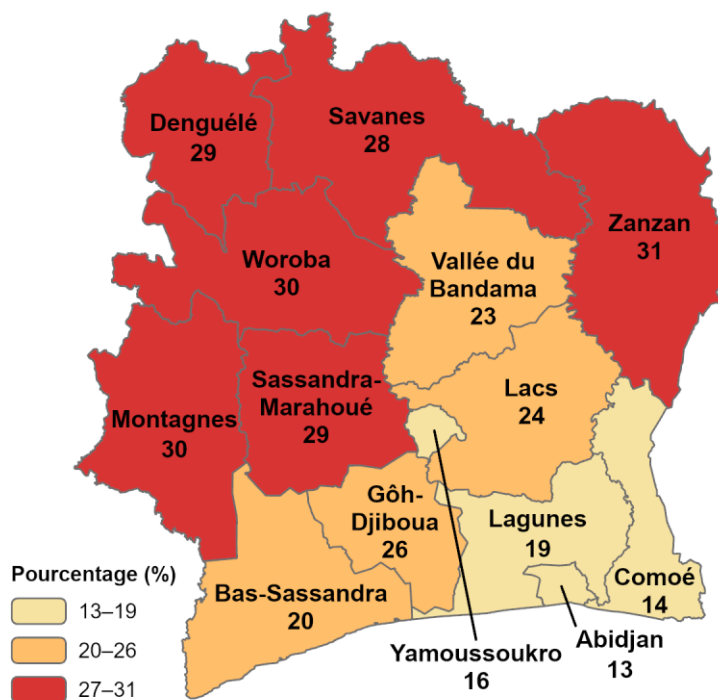 Denguélé
29
Savanes
28
Zanzan
31
Woroba
30
Vallée du
Bandama
23
Montagnes
30
Sassandra-
Marahoué
29
Lacs
24
Gôh-
Djiboua
26
Lagunes
19
Comoé
14
Bas-Sassandra
20
Yamoussoukro
16
Abidjan
13
Pourcentage (%)
13–19
20–26
27–31